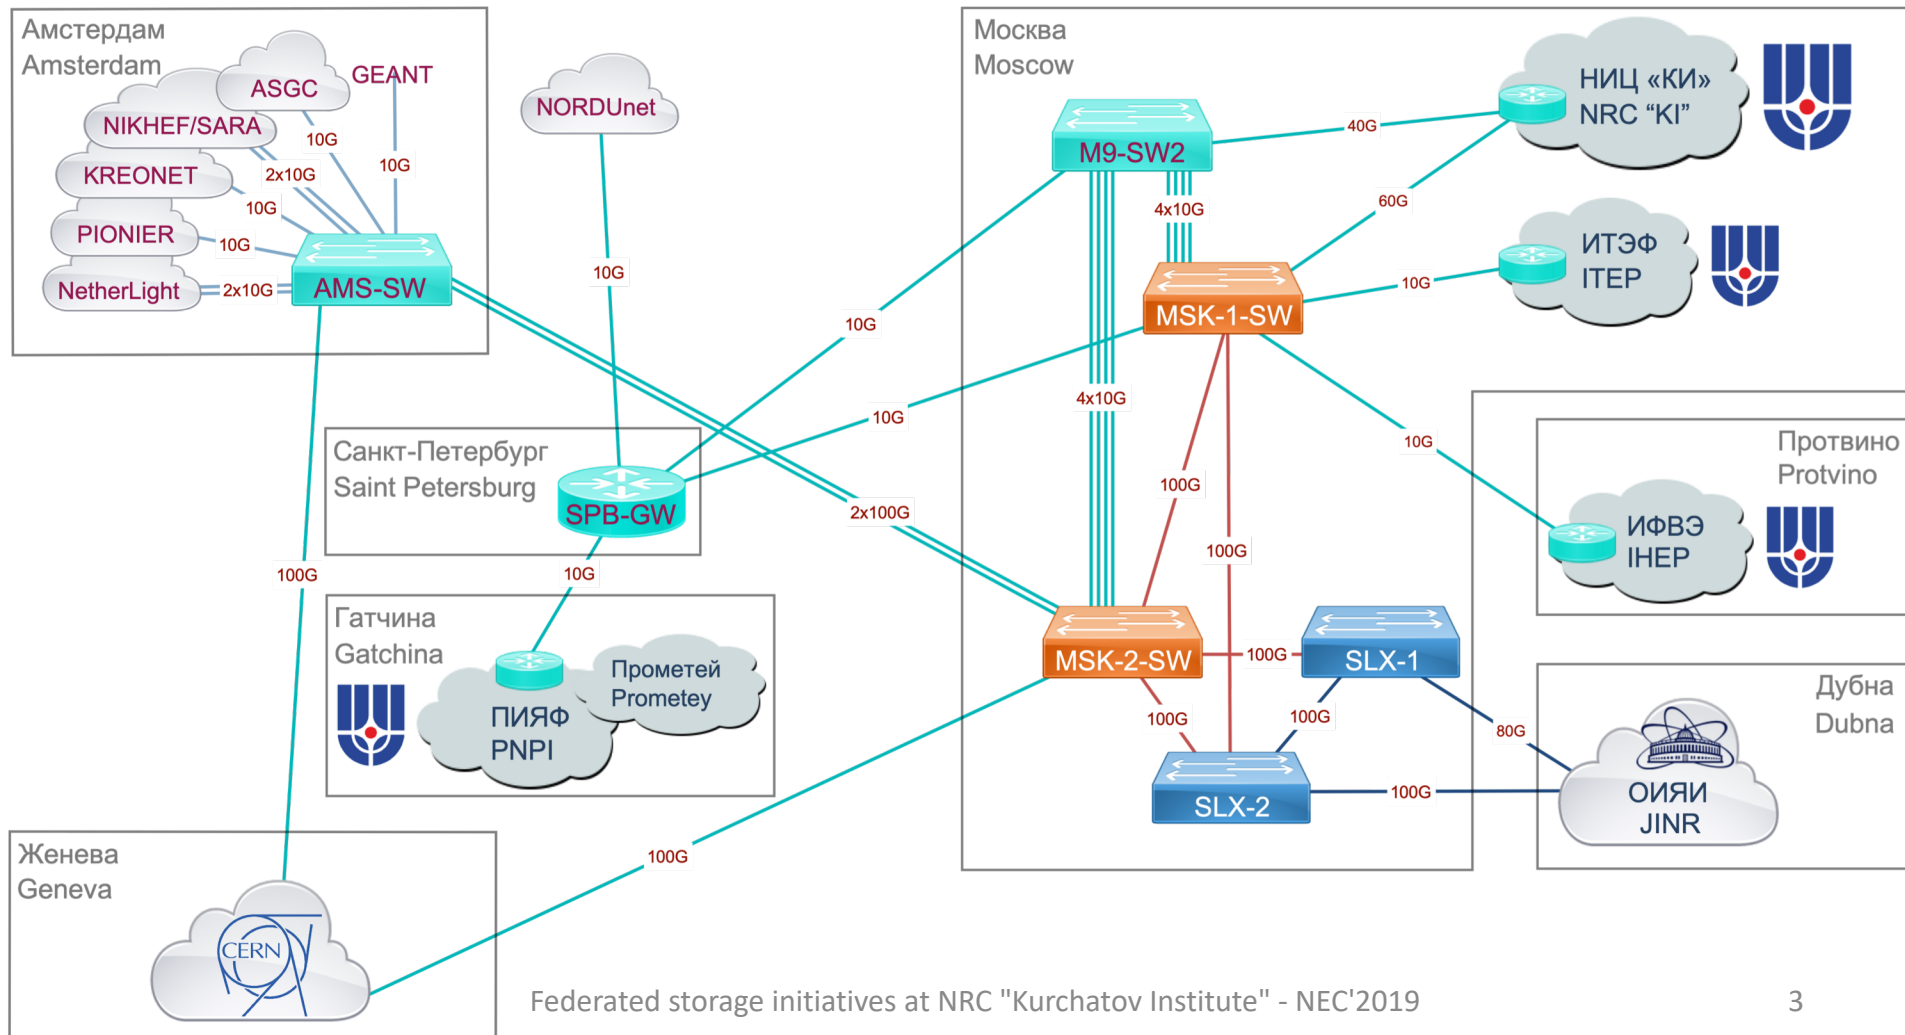 Амстердам
Amsterdam
ASGC
GEANT
NIKHEF/SARA
KREONET
PIONIER
NetherLight
10G
10G
2x10G
10G
10G
2x10G
AMS-SW
NORDUnet
10G
Москва
Moscow
M9-SW2
40G
НИЦ «КИ»
NRC "KI"
4x10G
60G
ИТЭФ
ITEP
10G
MSK-1-SW
10G
10G
4x10G
10G
Санкт-Петербург
Saint Petersburg
SPB-GW
Протвино
Protvino
ИФВЭ
IHEP
100G
2x100G
100G
100G
10G
Гатчина
Gatchina
Прометей
Prometey
ПИЯФ
PNPI
MSK-2-SW
100G
SLX-1
100G
100G
80G
SLX-2
100G
Дубна
Dubna
ОИЯИ
JINR
100G
Женева
Geneva
CERN
Federated storage initiatives at NRC "Kurchatov Institute" - NEC'2019
3